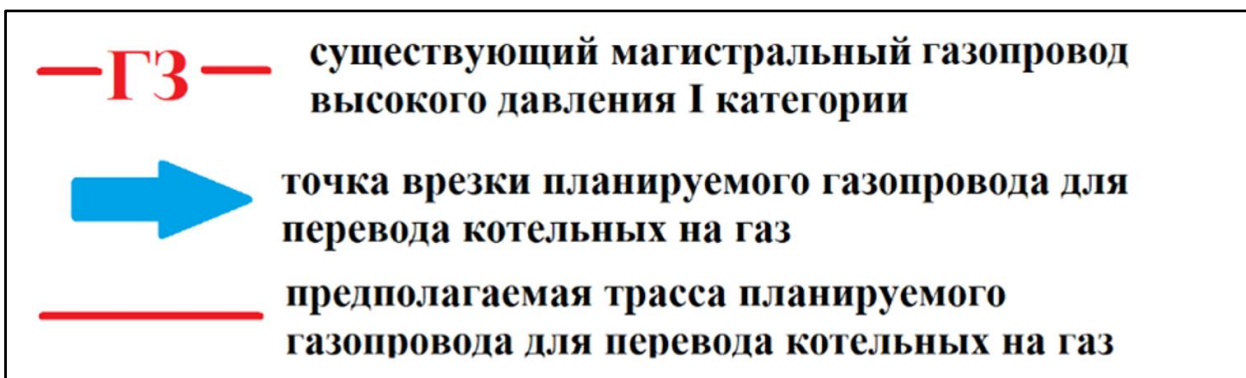 ГЗ
существующий магистральный газопровод
высокого давления I категории
точка врезки планируемого газопровода для
перевода котельных на газ
предполагаемая трасса планируемого
газопровода для перевода котельных на газ